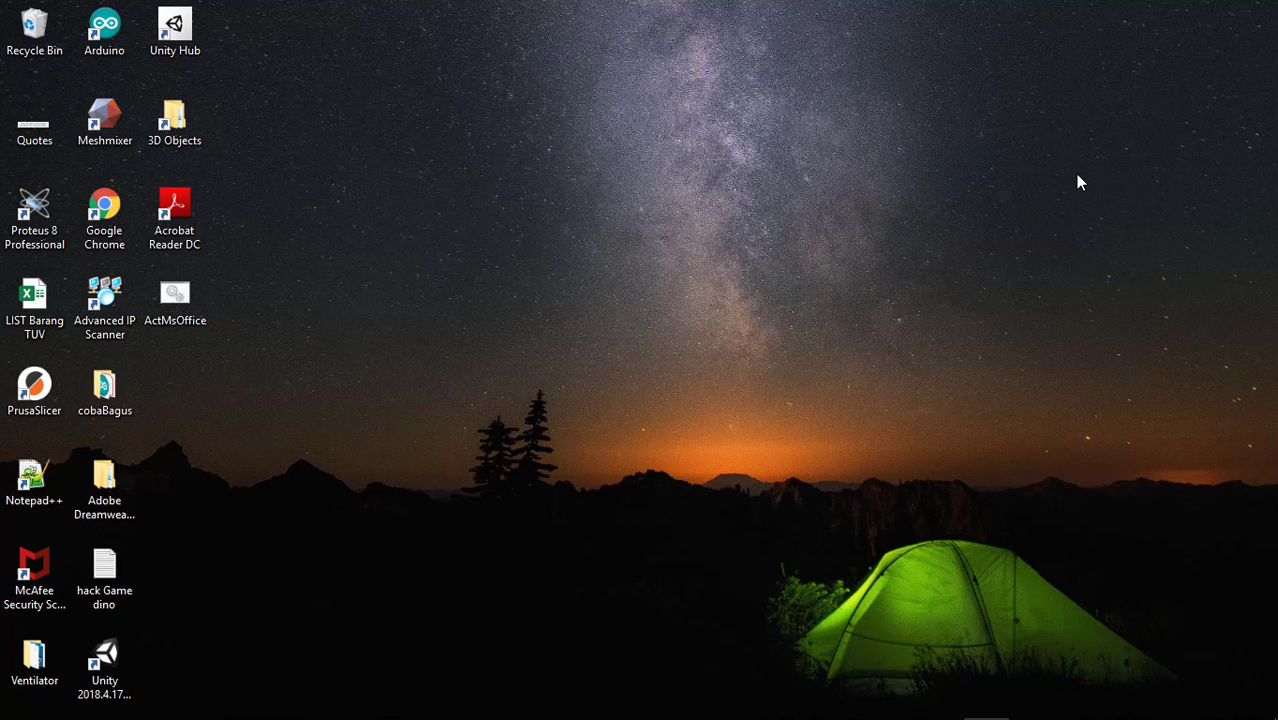 Recycle Bin
Arduino
Unity Hub
Quotes
Meshmixer
3D Objects
Proteus 8
Professional
Google
Chrome
Acrobat
Reader DC
LIST Barang
TUV
Advanced IP
Scanner
ActMsOffice
PrusaSlicer
cobaBagus
Notepad++
Adobe
Dreamwea...
McAfee
Security Sc...
hack Game
dino
Ventilator
Unity
2018.4.17...